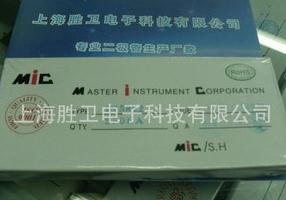 上海胜卫电子科技有限公司
专业二极管生产厂家
MIC
RoHS
MASTER INSTRUMENT CORPORATION
TYPE
上海胜卫电子科技有限公司
Q'TY
Q A
MIC/S.H